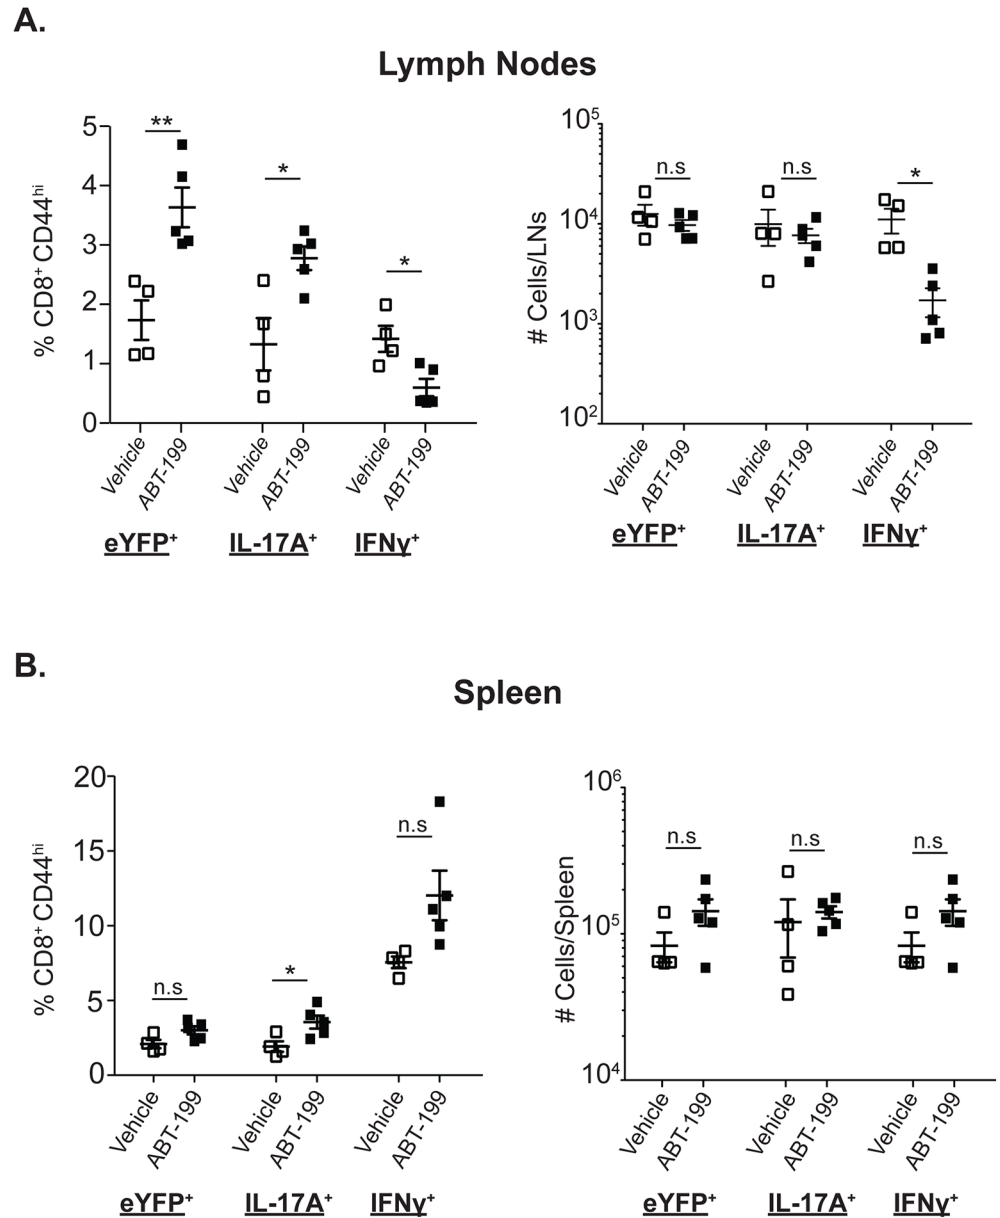 A.
Lymph Nodes
% CD8⁺ CD44ʰⁱ
5
4
3
2
1
0
**
*
*
Vehicle
ABT-199
Vehicle
ABT-199
Vehicle
ABT-199
eYFP⁺
IL-17A⁺
IFNγ⁺
# Cells/LNs
10⁵
10⁴
10³
10²
n.s
n.s
*
Vehicle
ABT-199
Vehicle
ABT-199
Vehicle
ABT-199
eYFP⁺
IL-17A⁺
IFNγ⁺
B.
Spleen
% CD8⁺ CD44ʰⁱ
20
15
10
5
0
n.s
*
n.s
Vehicle
ABT-199
Vehicle
ABT-199
Vehicle
ABT-199
eYFP⁺
IL-17A⁺
IFNγ⁺
# Cells/Spleen
10⁶
10⁵
10⁴
n.s
n.s
n.s
Vehicle
ABT-199
Vehicle
ABT-199
Vehicle
ABT-199
eYFP⁺
IL-17A⁺
IFNγ⁺